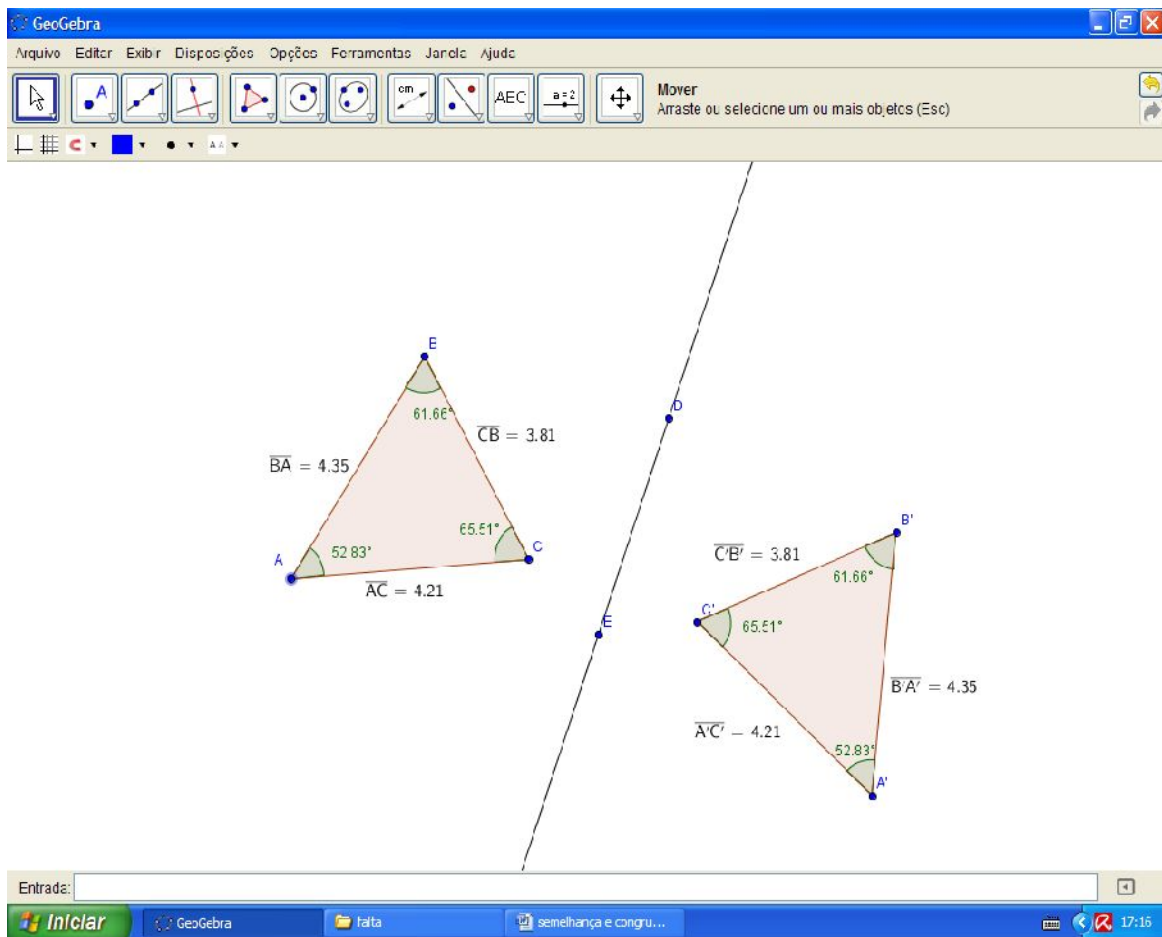 GeoGebra
Arquivo Editar Exibir Disposições Opções Ferramentas Janela Ajuda
A
cm
ABC
a = 2
Mover
Arraste ou selecione um ou mais objetos (Esc)
A A
B
61.66°
D
CB = 3.81
BA = 4.35
65.51°
C
A
52.83°
AC = 4.21
B'
C'B' = 3.81
61.66°
C'
E
65.51°
B'A' = 4.35
A'C' = 4.21
52.83°
A'
Entrada:
Iniciar GeoGebra falta semelhança e congru... 17:16